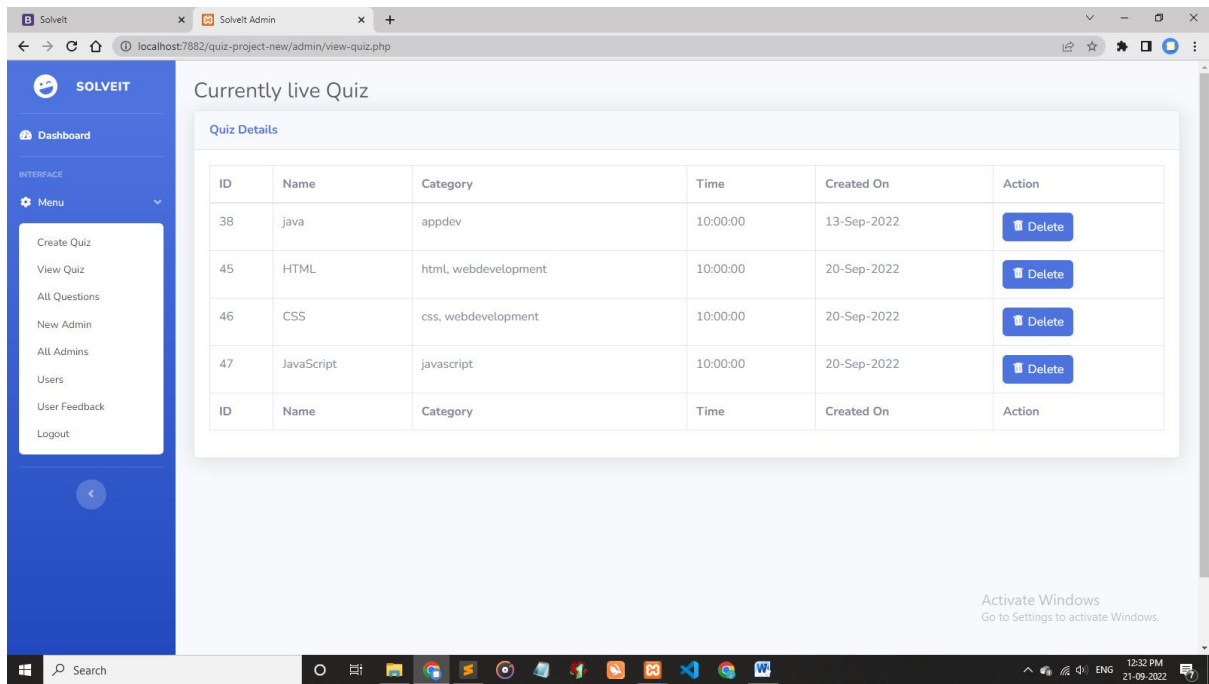 SolveIt
SolveIt Admin
localhost:7882/quiz-project-new/admin/view-quiz.php
SOLVEIT
Dashboard
INTERFACE
Menu
Create Quiz
View Quiz
All Questions
New Admin
All Admins
Users
User Feedback
Logout
Currently live Quiz
Quiz Details
ID Name Category Time Created On Action
38 java appdev 10:00:00 13-Sep-2022 Delete
45 HTML html, webdevelopment 10:00:00 20-Sep-2022 Delete
46 CSS css, webdevelopment 10:00:00 20-Sep-2022 Delete
47 JavaScript javascript 10:00:00 20-Sep-2022 Delete
ID Name Category Time Created On Action
Activate Windows
Go to Settings to activate Windows.
Search
ENG
12:32 PM
21-09-2022